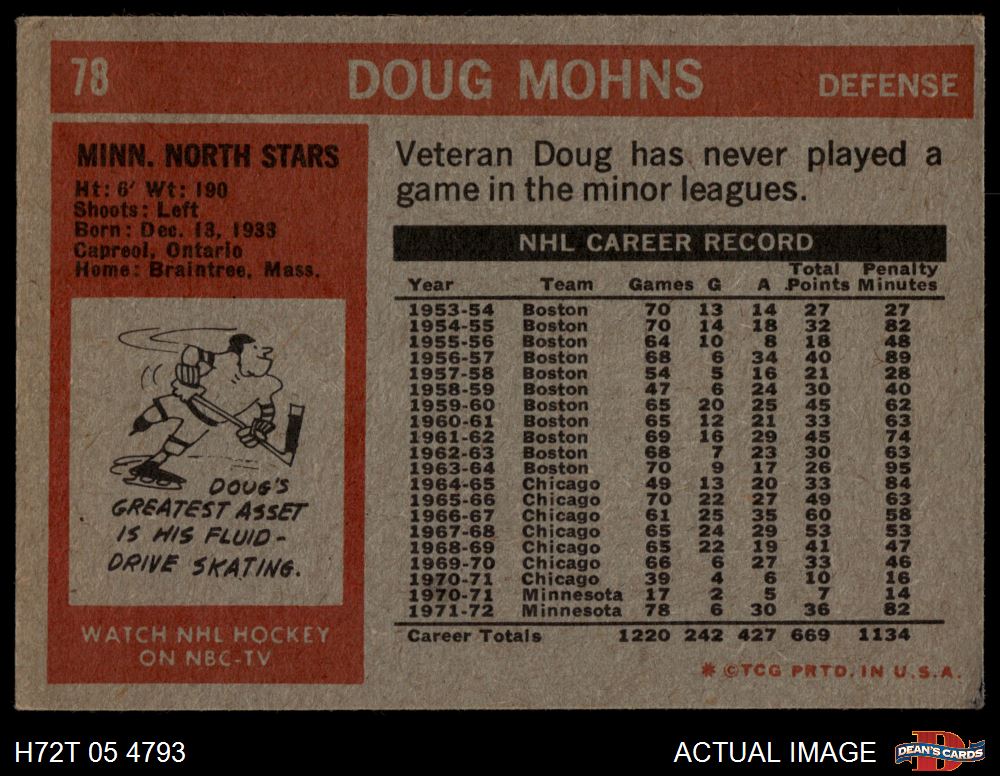 78 DOUG MOHNS DEFENSE
MINN. NORTH STARS
Ht: 6' Wt: 190
Shoots: Left
Born: Dec. 13, 1933
Capreol, Ontario
Home: Braintree, Mass.
DOUG'S
GREATEST ASSET
IS HIS FLUID-
DRIVE SKATING.
WATCH NHL HOCKEY
ON NBC-TV
Veteran Doug has never played a
game in the minor leagues.
NHL CAREER RECORD
Year Team Games G A Total Points Penalty Minutes
1953-54 Boston 70 13 14 27 27
1954-55 Boston 70 14 18 32 82
1955-56 Boston 64 10 8 18 48
1956-57 Boston 68 6 34 40 89
1957-58 Boston 54 5 16 21 28
1958-59 Boston 47 6 24 30 40
1959-60 Boston 65 20 25 45 62
1960-61 Boston 65 12 21 33 63
1961-62 Boston 69 16 29 45 74
1962-63 Boston 68 7 23 30 63
1963-64 Boston 70 9 17 26 95
1964-65 Chicago 49 13 20 33 84
1965-66 Chicago 70 22 27 49 63
1966-67 Chicago 61 25 35 60 58
1967-68 Chicago 65 24 29 53 53
1968-69 Chicago 65 22 19 41 47
1969-70 Chicago 66 6 27 33 46
1970-71 Chicago 39 4 6 10 16
1970-71 Minnesota 17 2 5 7 14
1971-72 Minnesota 78 6 30 36 82
Career Totals 1220 242 427 669 1134
* ©TCG PRTD. IN U.S.A.
H72T 05 4793 ACTUAL IMAGE DEAN'S CARDS